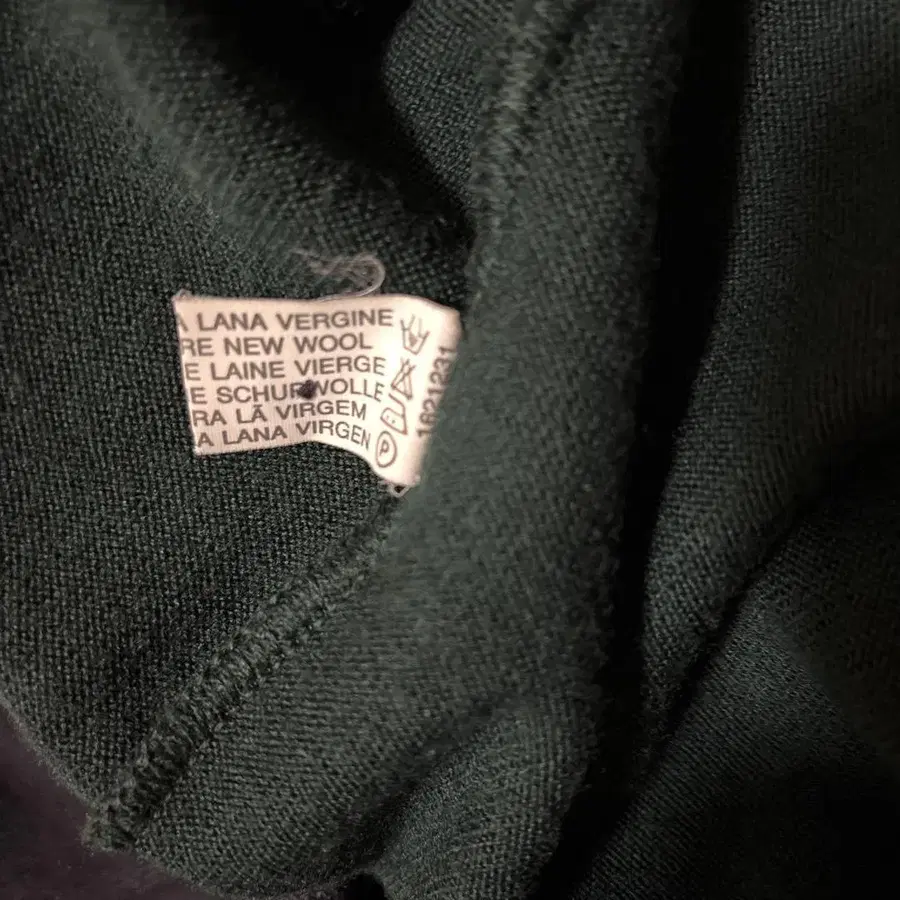 A LANA VERGINE
RE NEW WOOL
E LAINE VIERGE
E SCHURWOLLE
RA LÃ VIRGEM
A LANA VIRGEN
P
1621231